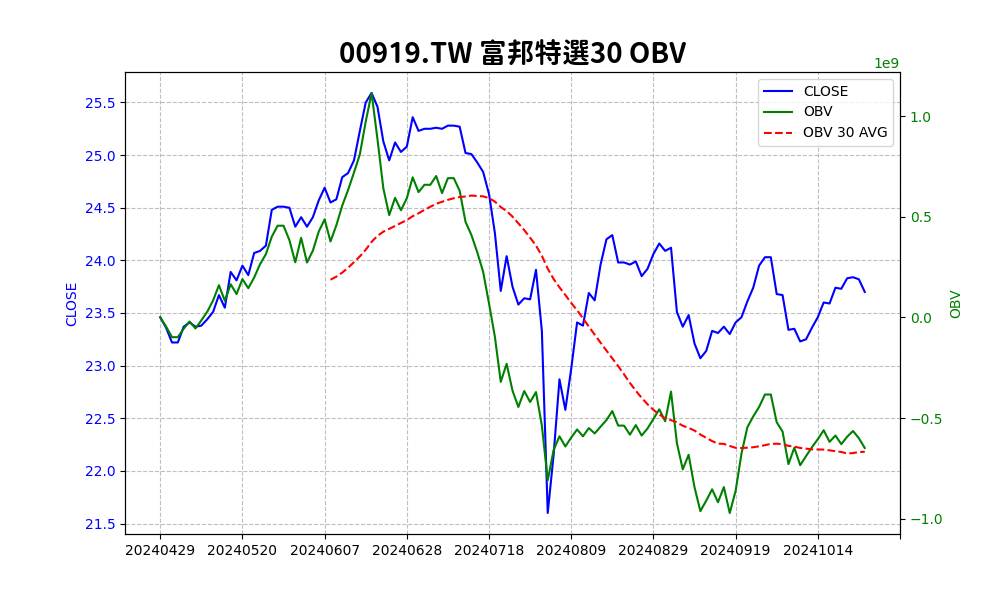 00919.TW 富邦特選30 OBV
1e9
CLOSE
OBV
OBV 30 AVG
25.5
25.0
24.5
24.0
23.5
23.0
22.5
22.0
21.5
CLOSE
1.0
0.5
0.0
−0.5
−1.0
OBV
20240429 20240520 20240607 20240628 20240718 20240809 20240829 20240919 20241014